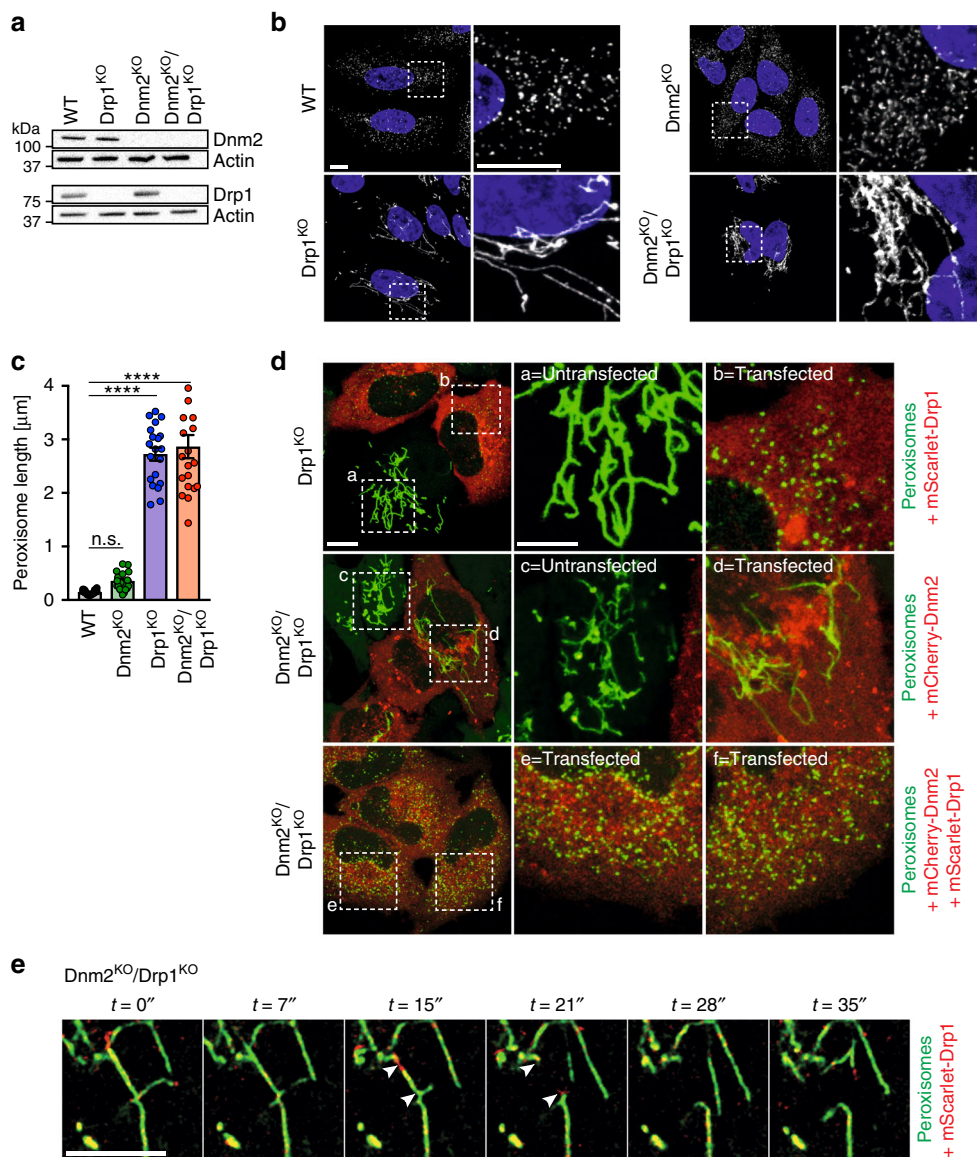 a
WT
Drp1KO
Dnm2KO
Dnm2KO/
Drp1KO
kDa
100
Dnm2
37
Actin
75
Drp1
37
Actin
b
WT
Dnm2KO
Drp1KO
Dnm2KO/
Drp1KO
c
Peroxisome length [μm]
4
3
2
1
0
****
****
n.s.
WT
Dnm2KO
Drp1KO
Dnm2KO/
Drp1KO
d
Drp1KO
b
a
a=Untransfected
b=Transfected
Peroxisomes
+ mScarlet-Drp1
Dnm2KO/
Drp1KO
c
d
c=Untransfected
d=Transfected
Peroxisomes
+ mCherry-Dnm2
Dnm2KO/
Drp1KO
e
f
e=Transfected
f=Transfected
Peroxisomes
+ mCherry-Dnm2
+ mScarlet-Drp1
e
Dnm2KO/Drp1KO
t = 0″
t = 7″
t = 15″
t = 21″
t = 28″
t = 35″
Peroxisomes
+ mScarlet-Drp1